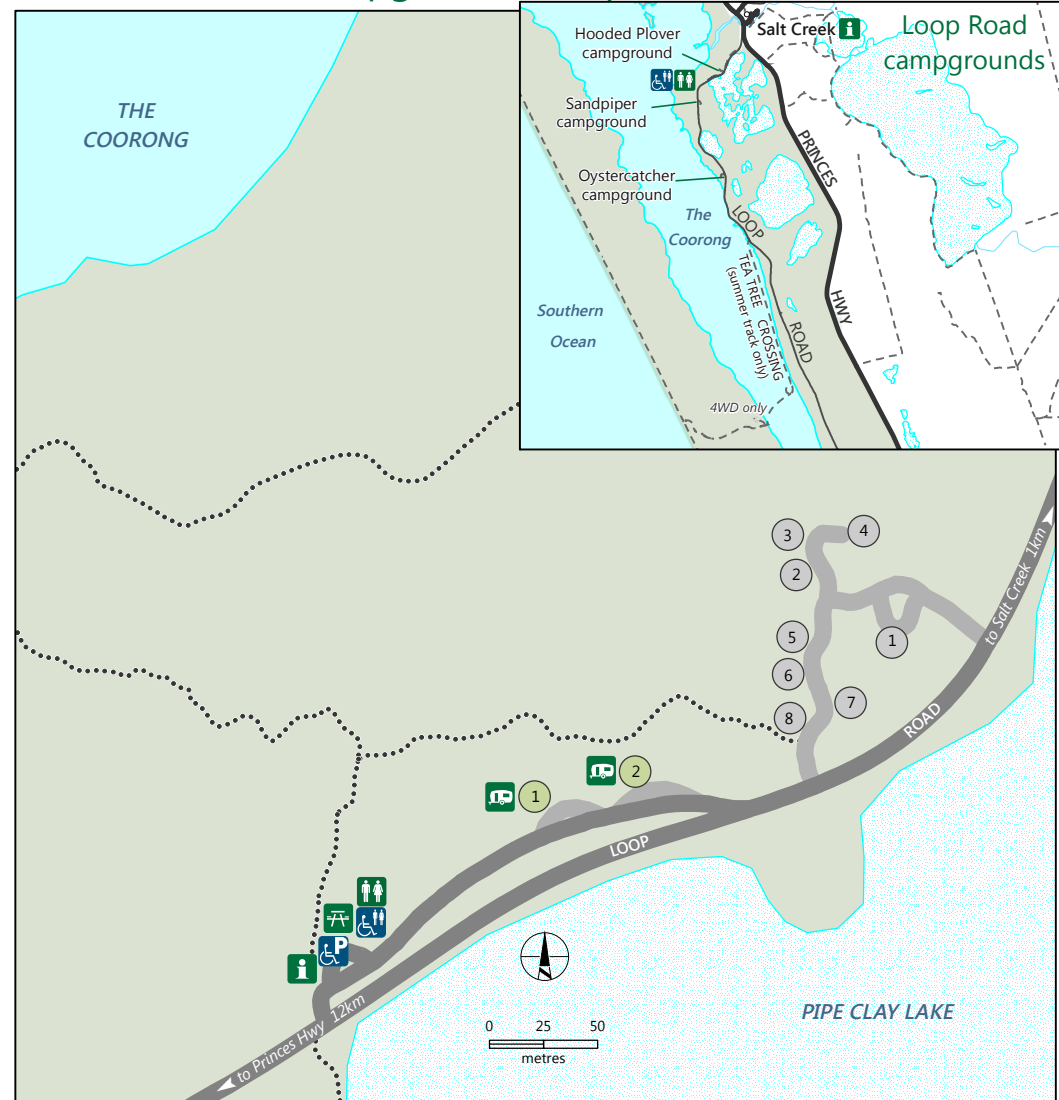 THE
COORONG
Hooded Plover
campground
Salt Creek
i
Loop Road
campgrounds
Sandpiper
campground
Oystercatcher
campground
The
Coorong
LOOP
ROAD
PRINCES
HWY
TEA TREE CROSSING
(summer track only)
Southern
Ocean
4WD only
3
4
2
5
1
6
7
8
to Salt Creek 1km
ROAD
LOOP
2
1
P
i
to Princes Hwy 12km
0 25 50
metres
PIPE CLAY LAKE